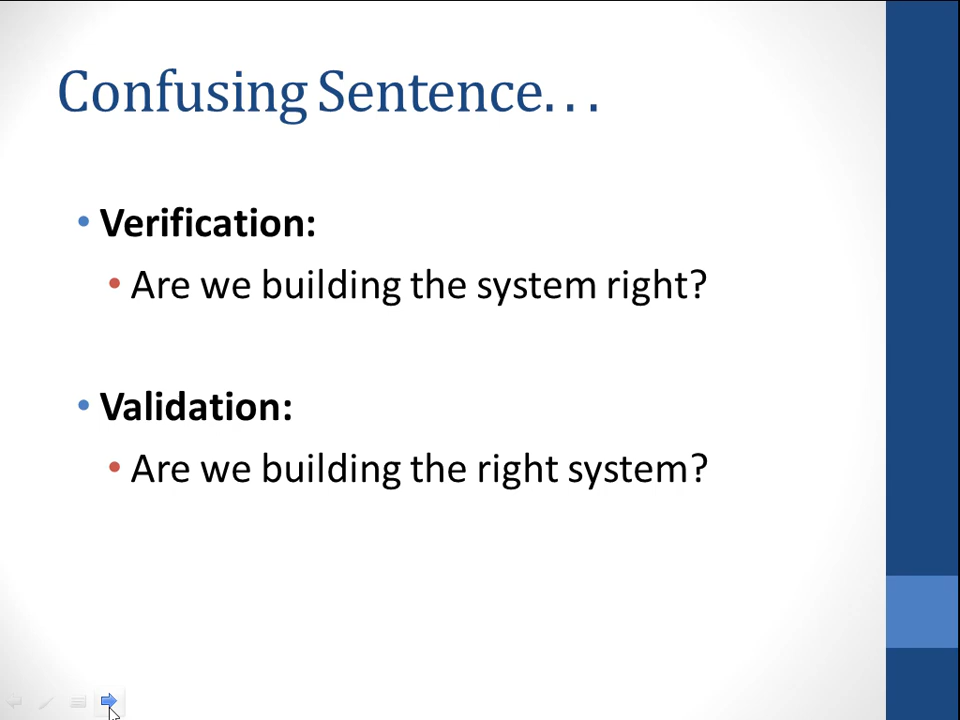 Confusing Sentence. . .
• Verification:
• Are we building the system right?
• Validation:
• Are we building the right system?